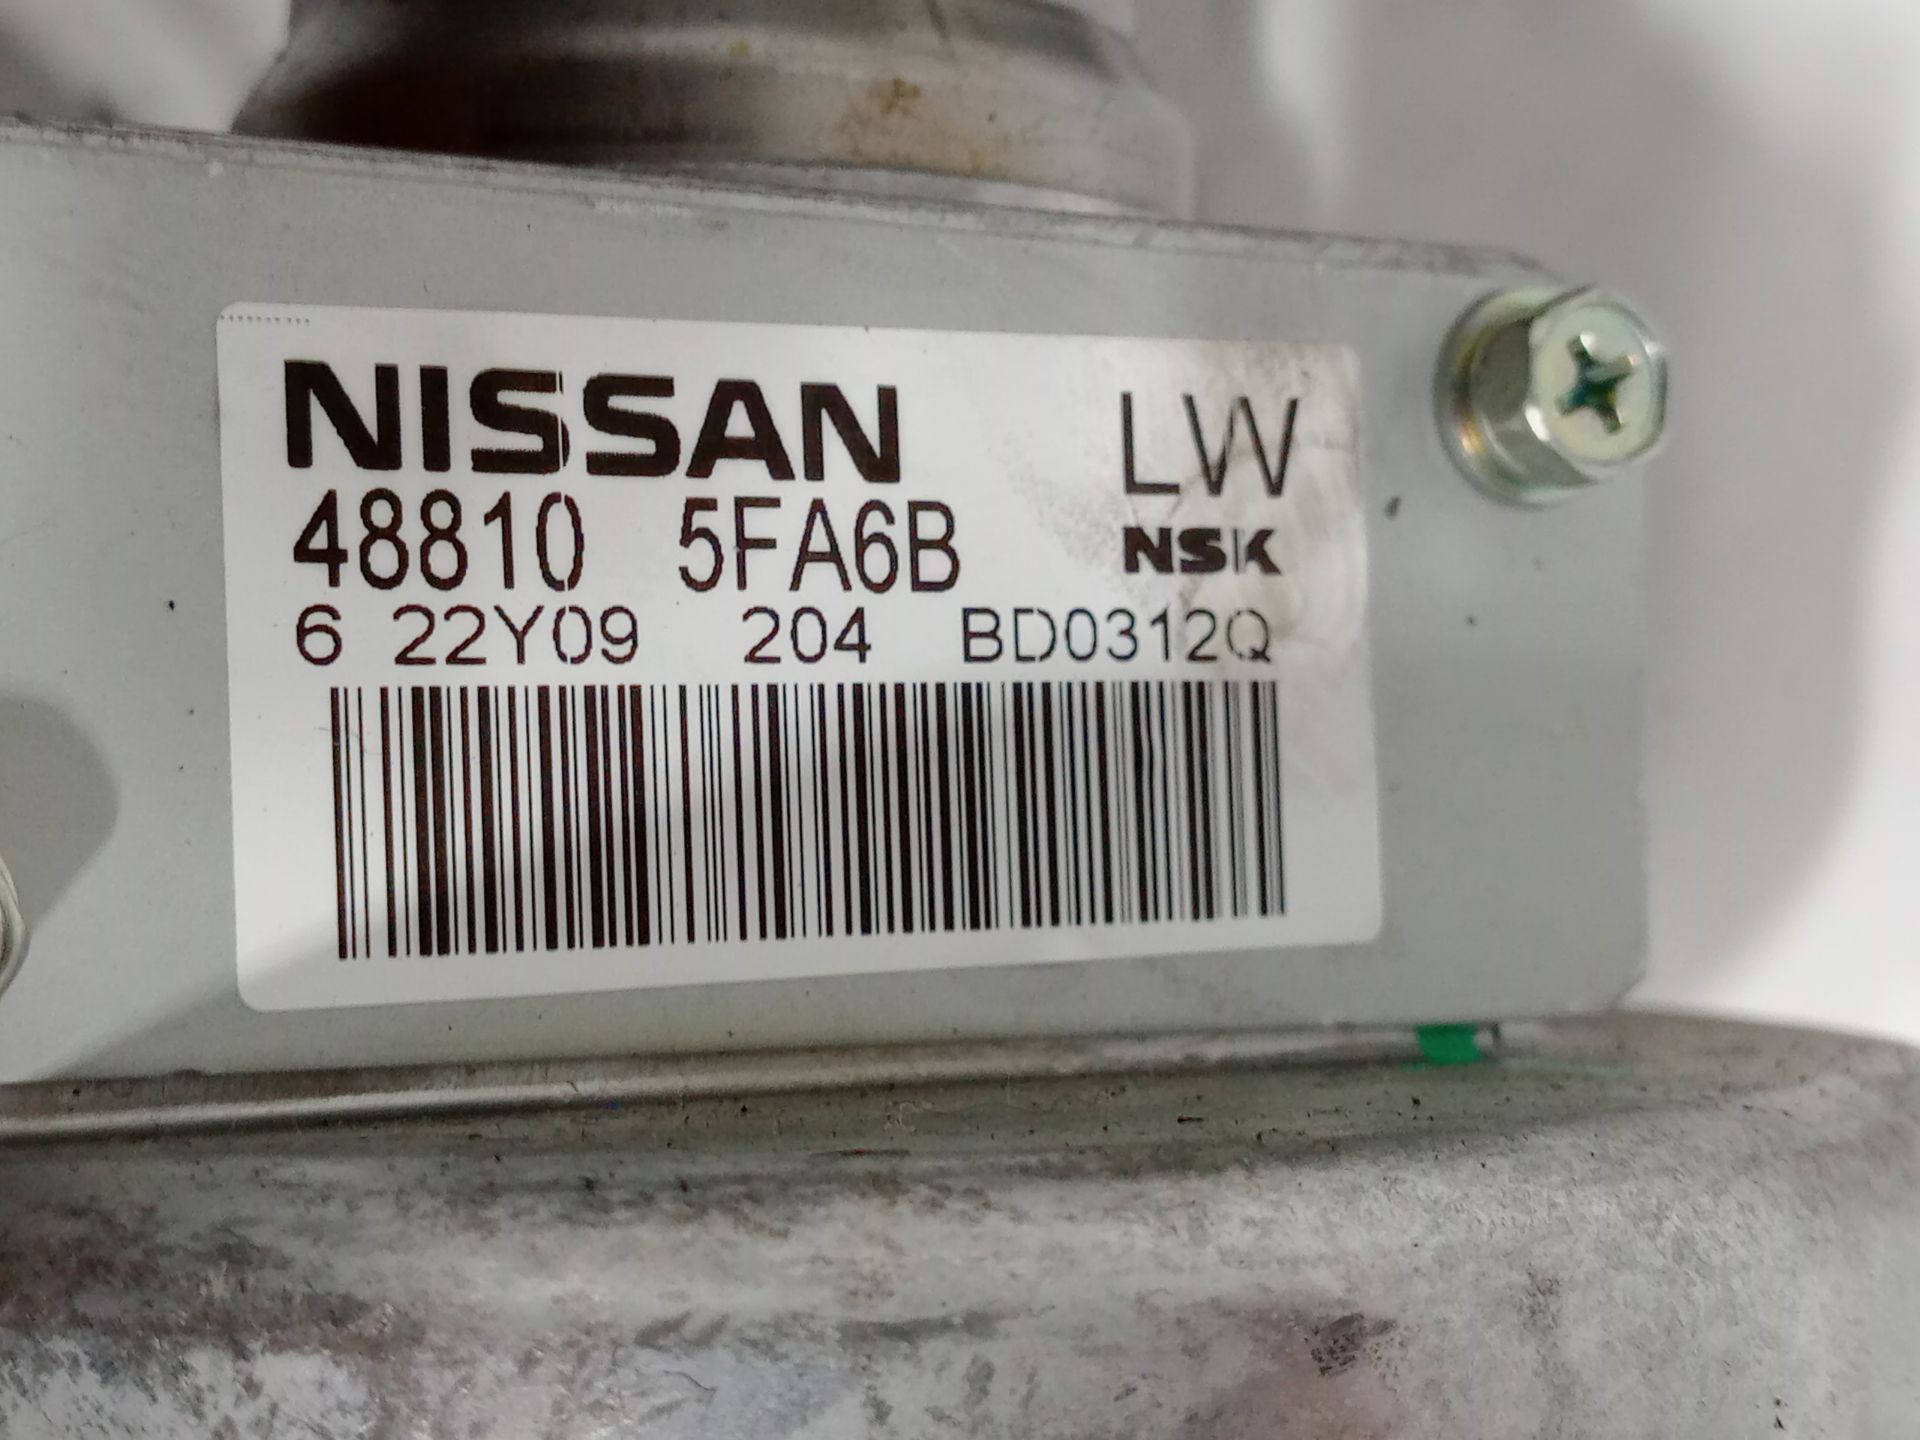 NISSAN LW
48810 5FA6B NSK
6 22Y09 204 BD0312Q